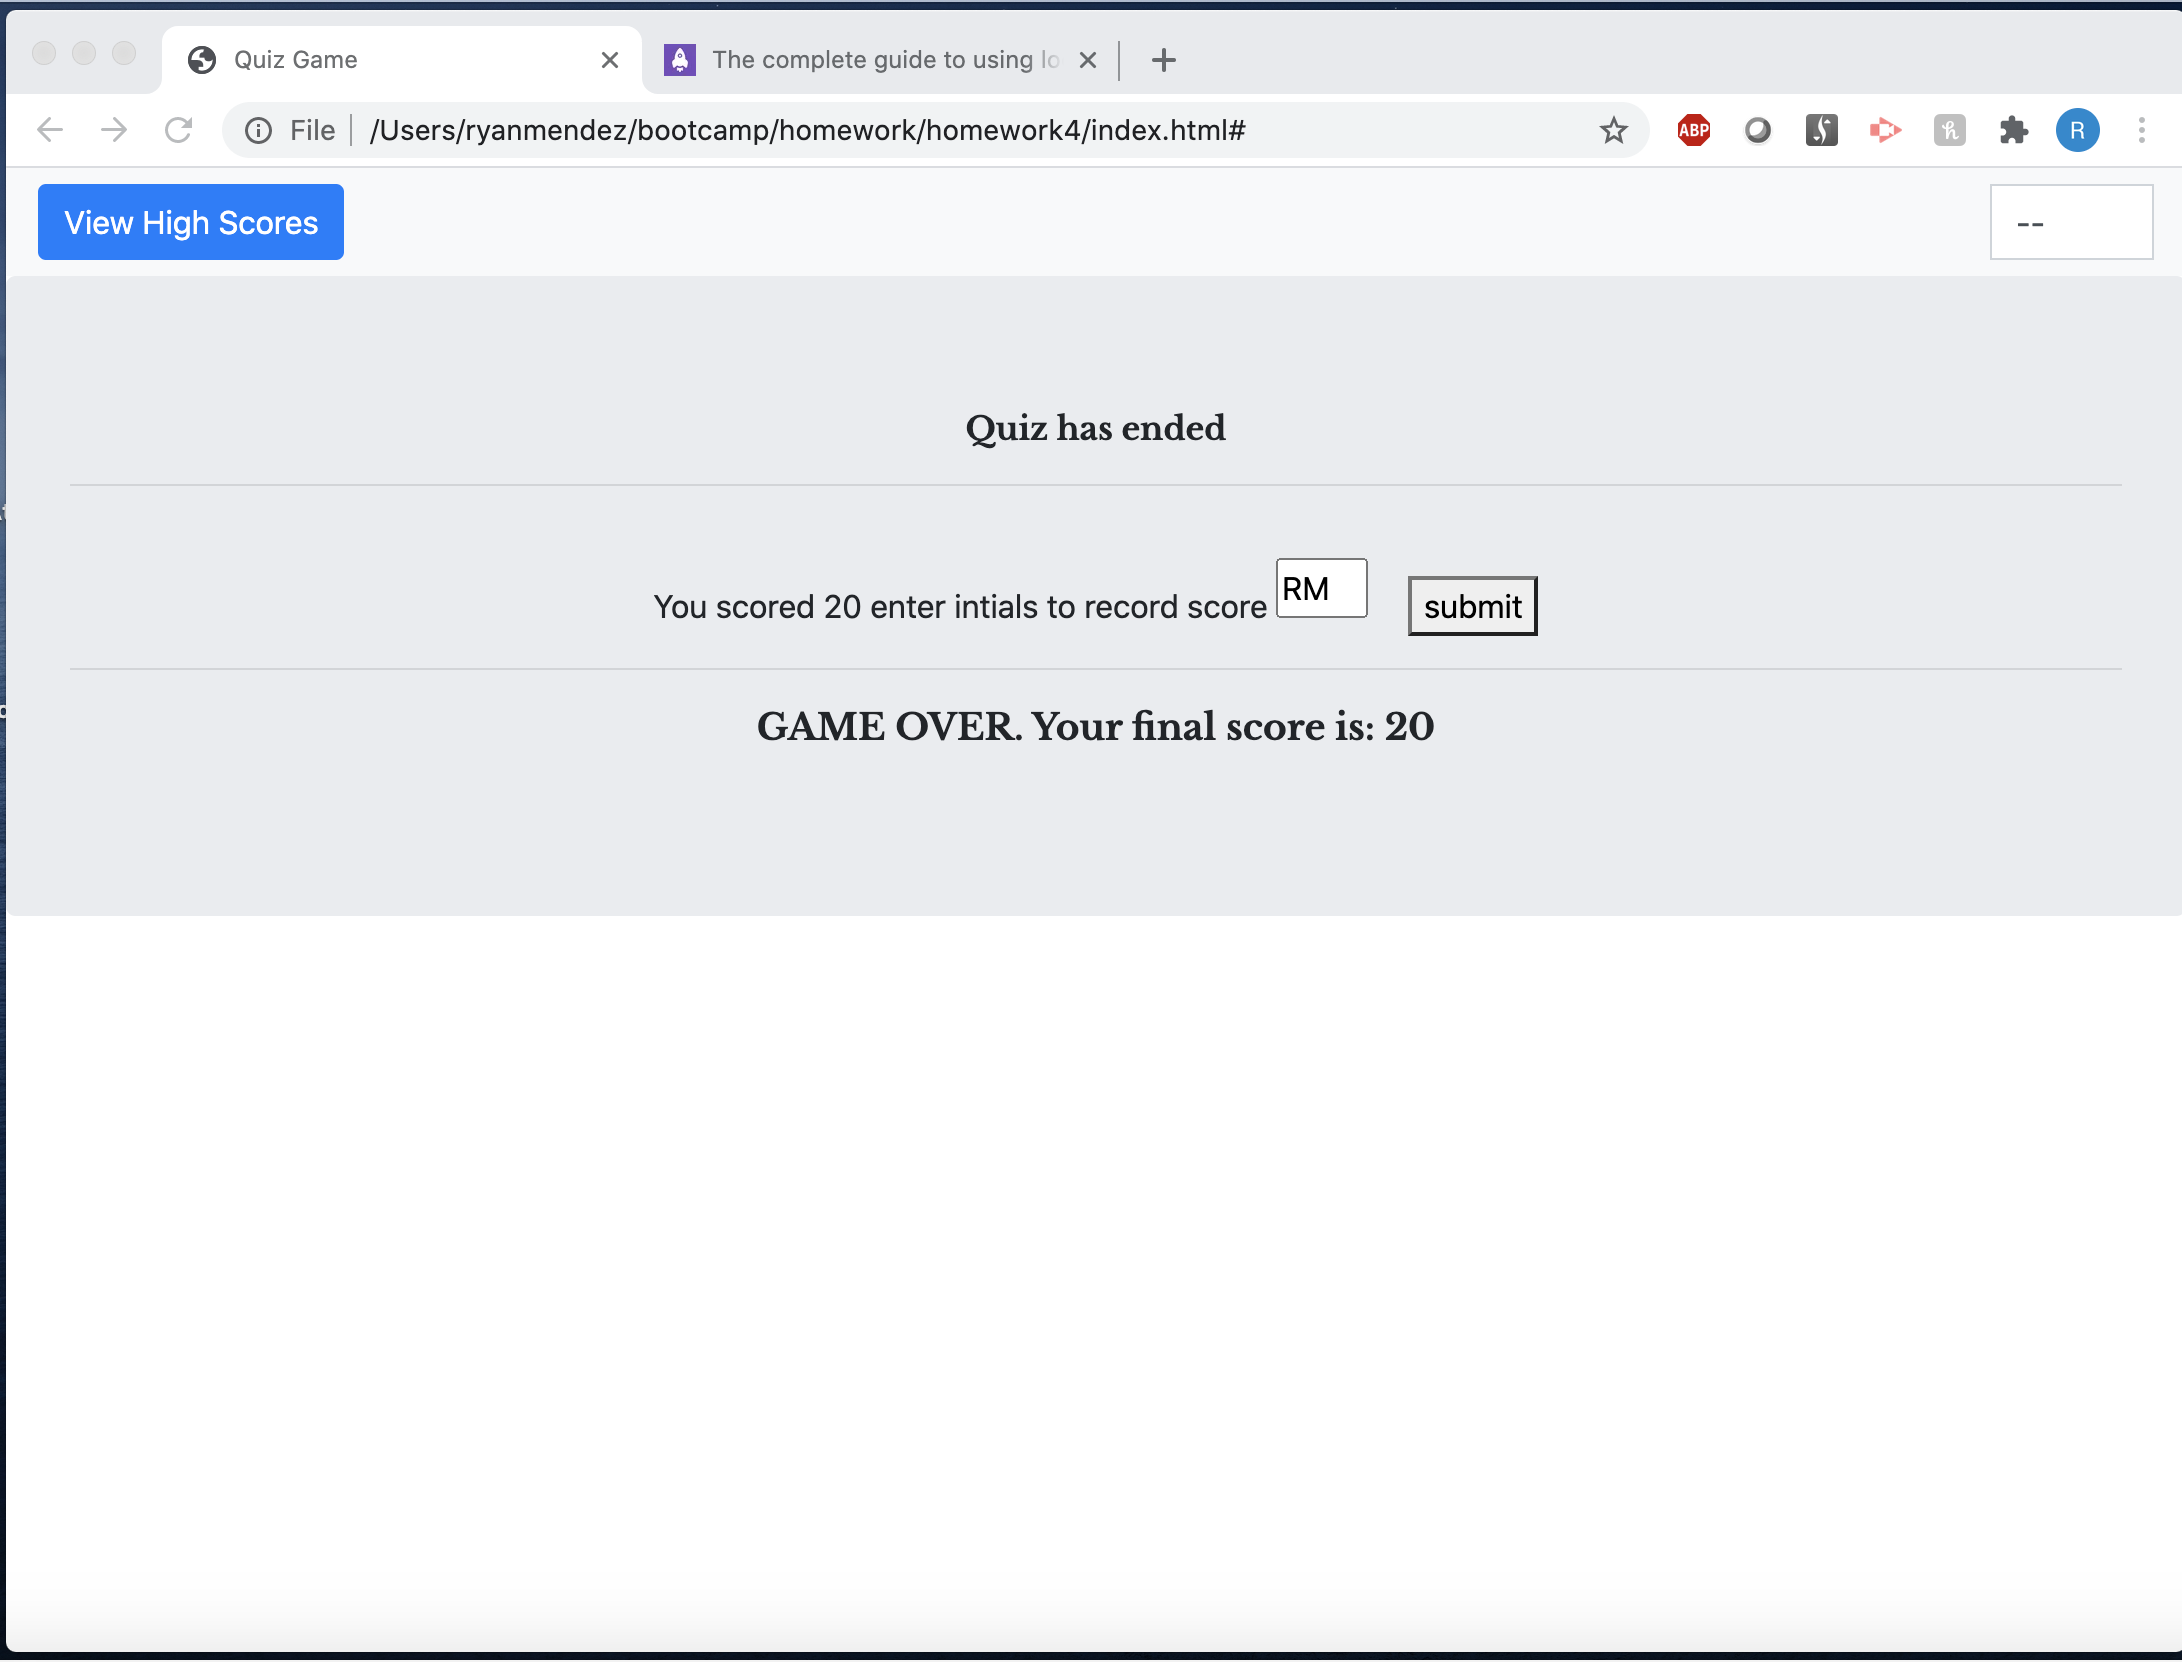 Quiz Game
The complete guide to using lo
File /Users/ryanmendez/bootcamp/homework/homework4/index.html#
ABP
h
R
View High Scores
--
Quiz has ended
You scored 20 enter intials to record score RM submit
GAME OVER. Your final score is: 20